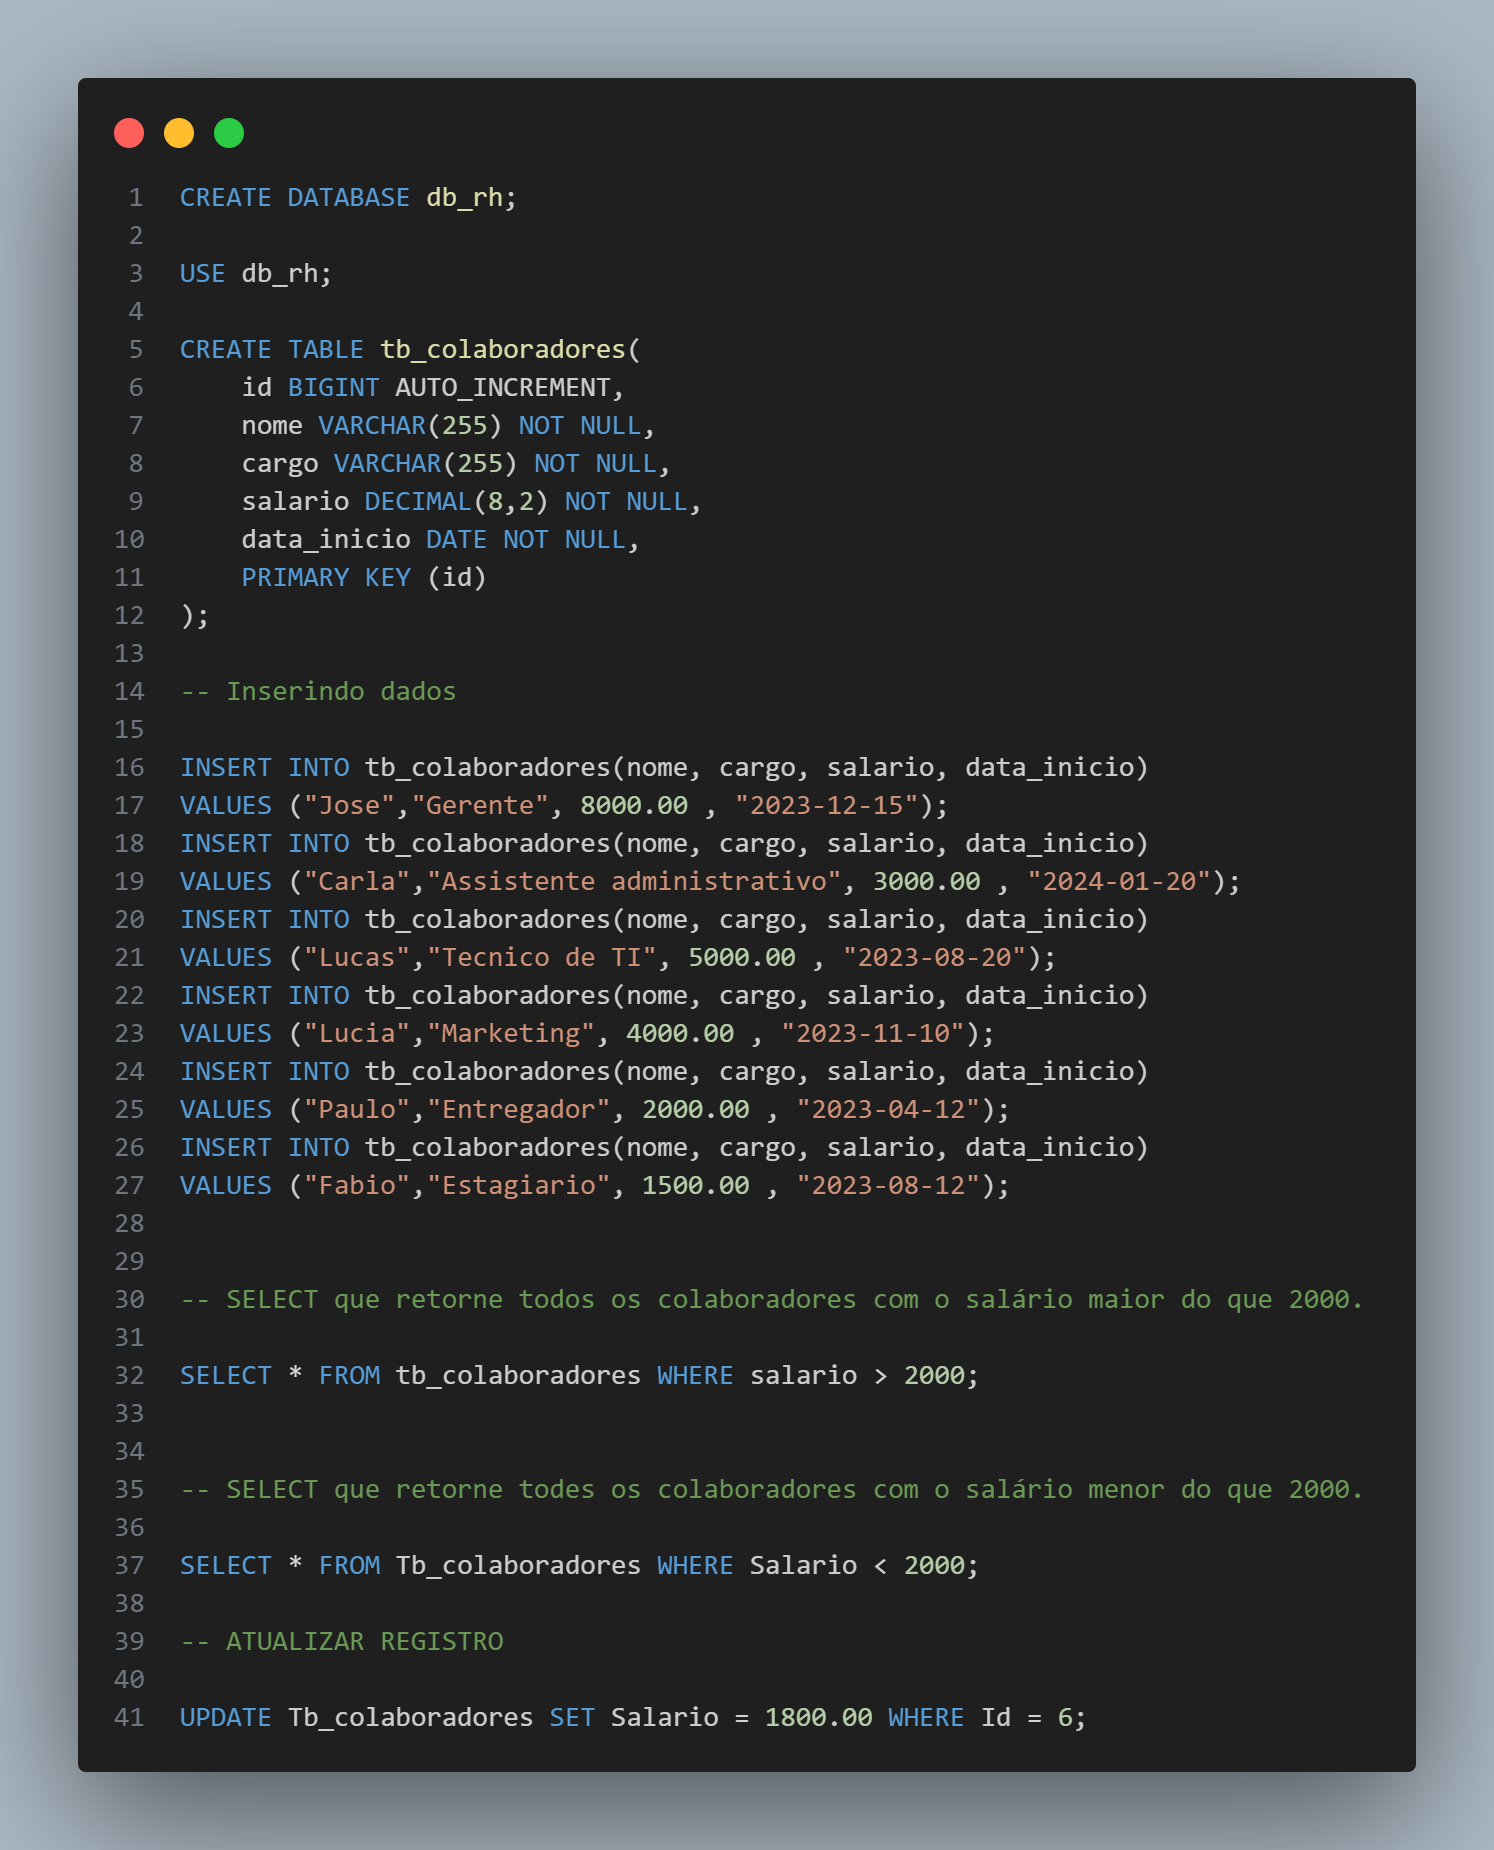 1 CREATE DATABASE db_rh;
2
3 USE db_rh;
4
5 CREATE TABLE tb_colaboradores(
6     id BIGINT AUTO_INCREMENT,
7     nome VARCHAR(255) NOT NULL,
8     cargo VARCHAR(255) NOT NULL,
9     salario DECIMAL(8,2) NOT NULL,
10     data_inicio DATE NOT NULL,
11     PRIMARY KEY (id)
12 );
13
14 -- Inserindo dados
15
16 INSERT INTO tb_colaboradores(nome, cargo, salario, data_inicio)
17 VALUES ("Jose","Gerente", 8000.00 , "2023-12-15");
18 INSERT INTO tb_colaboradores(nome, cargo, salario, data_inicio)
19 VALUES ("Carla","Assistente administrativo", 3000.00 , "2024-01-20");
20 INSERT INTO tb_colaboradores(nome, cargo, salario, data_inicio)
21 VALUES ("Lucas","Tecnico de TI", 5000.00 , "2023-08-20");
22 INSERT INTO tb_colaboradores(nome, cargo, salario, data_inicio)
23 VALUES ("Lucia","Marketing", 4000.00 , "2023-11-10");
24 INSERT INTO tb_colaboradores(nome, cargo, salario, data_inicio)
25 VALUES ("Paulo","Entregador", 2000.00 , "2023-04-12");
26 INSERT INTO tb_colaboradores(nome, cargo, salario, data_inicio)
27 VALUES ("Fabio","Estagiario", 1500.00 , "2023-08-12");
28
29
30 -- SELECT que retorne todos os colaboradores com o salário maior do que 2000.
31
32 SELECT * FROM tb_colaboradores WHERE salario > 2000;
33
34
35 -- SELECT que retorne todes os colaboradores com o salário menor do que 2000.
36
37 SELECT * FROM Tb_colaboradores WHERE Salario < 2000;
38
39 -- ATUALIZAR REGISTRO
40
41 UPDATE Tb_colaboradores SET Salario = 1800.00 WHERE Id = 6;